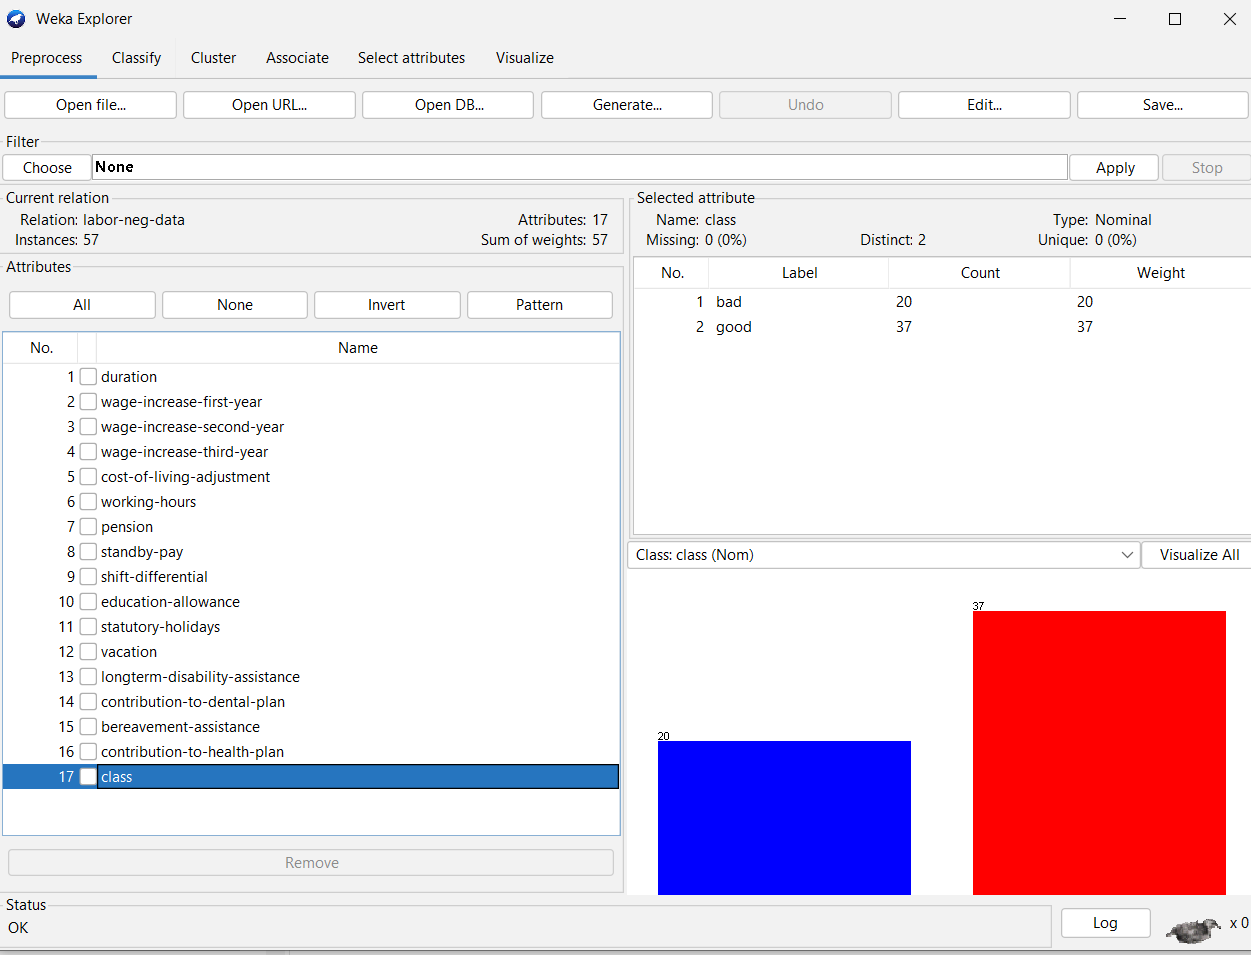 Weka Explorer
Preprocess Classify Cluster Associate Select attributes Visualize
Open file... Open URL... Open DB... Generate... Undo Edit... Save...
Filter
Choose None Apply Stop
Current relation
Relation: labor-neg-data Attributes: 17
Instances: 57 Sum of weights: 57
Attributes
All None Invert Pattern
No. Name
1 duration
2 wage-increase-first-year
3 wage-increase-second-year
4 wage-increase-third-year
5 cost-of-living-adjustment
6 working-hours
7 pension
8 standby-pay
9 shift-differential
10 education-allowance
11 statutory-holidays
12 vacation
13 longterm-disability-assistance
14 contribution-to-dental-plan
15 bereavement-assistance
16 contribution-to-health-plan
17 class
Remove
Selected attribute
Name: class Type: Nominal
Missing: 0 (0%) Distinct: 2 Unique: 0 (0%)
No. Label Count Weight
1 bad 20 20
2 good 37 37
Class: class (Nom) Visualize All
37
20
Status
OK
Log x 0